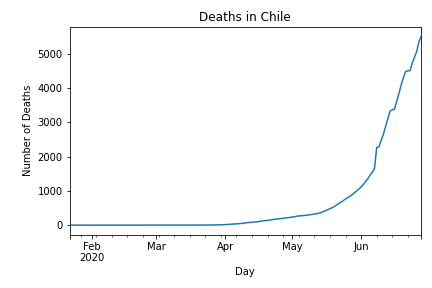 Deaths in Chile
Number of Deaths
5000
4000
3000
2000
1000
0
Feb
2020
Mar
Apr
May
Jun
Day